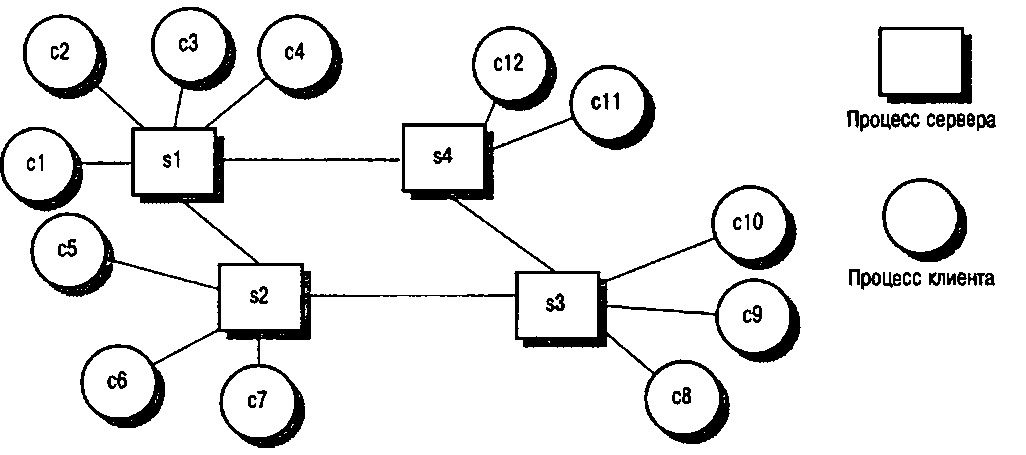 c2
c3
c4
c12
c11
Процесс сервера
c1
s1
s4
c5
c10
s2
s3
c9
Процесс клиента
c6
c7
c8